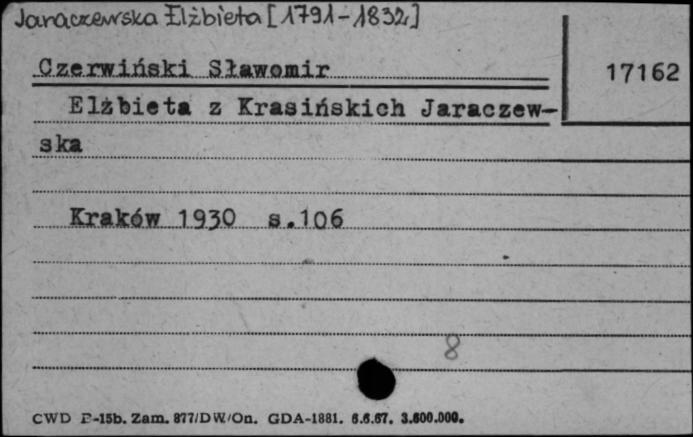 Jaraczewska Elżbieta [1791-1832]
Czerwiński Sławomir
17162
Elżbieta z Krasińskich Jaraczew-
ska
Kraków 1930 s.106
8
CWD P-15b. Zam. 877/DW/On. GDA-1881. 6.6.67. 3.600.000.